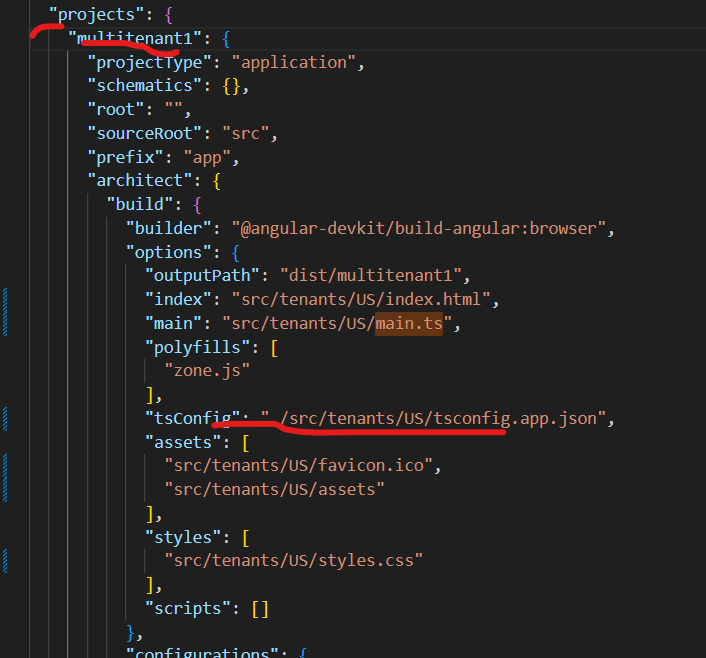 "projects": {
"multitenant1": {
"projectType": "application",
"schematics": {},
"root": "",
"sourceRoot": "src",
"prefix": "app",
"architect": {
"build": {
"builder": "@angular-devkit/build-angular:browser",
"options": {
"outputPath": "dist/multitenant1",
"index": "src/tenants/US/index.html",
"main": "src/tenants/US/main.ts",
"polyfills": [
"zone.js"
],
"tsConfig": "./src/tenants/US/tsconfig.app.json",
"assets": [
"src/tenants/US/favicon.ico",
"src/tenants/US/assets"
],
"styles": [
"src/tenants/US/styles.css"
],
"scripts": []
},
"configurations": {